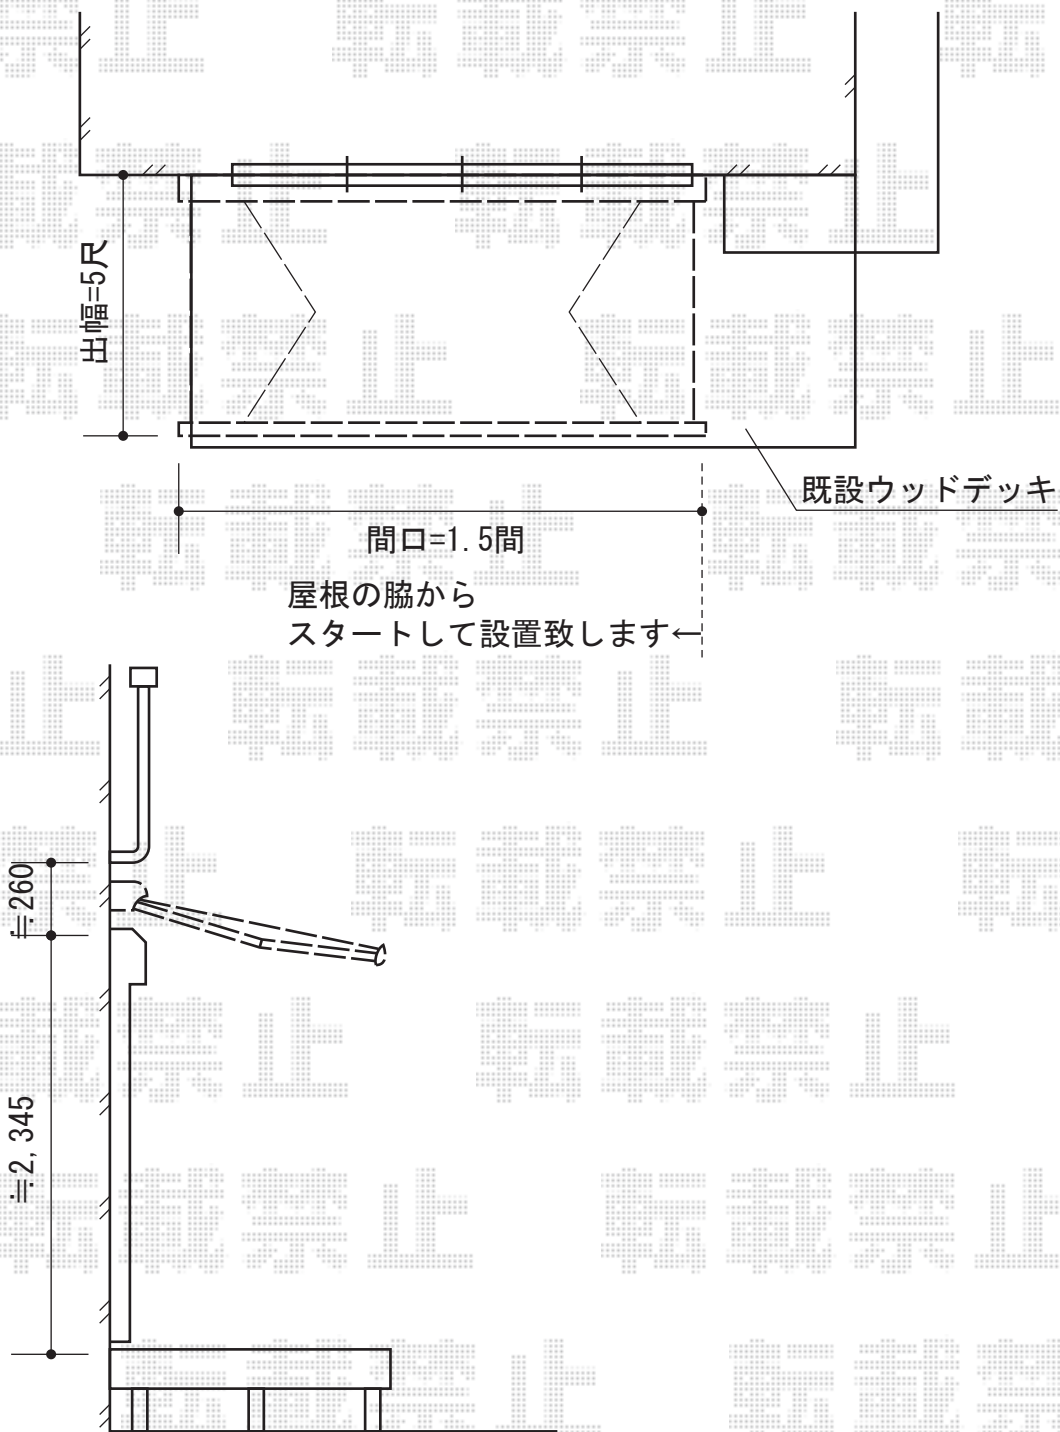 出幅=5尺
既設ウッドデッキ
間口=1.5間
屋根の脇から
スタートして設置致します←
≒260
≒2,345
転載禁止